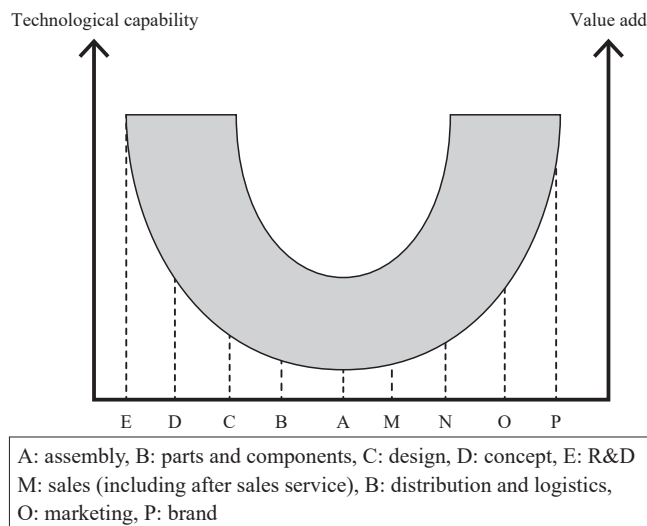 Technological capability
Value add
E D C B A M N O P
A: assembly, B: parts and components, C: design, D: concept, E: R&D
M: sales (including after sales service), B: distribution and logistics,
O: marketing, P: brand